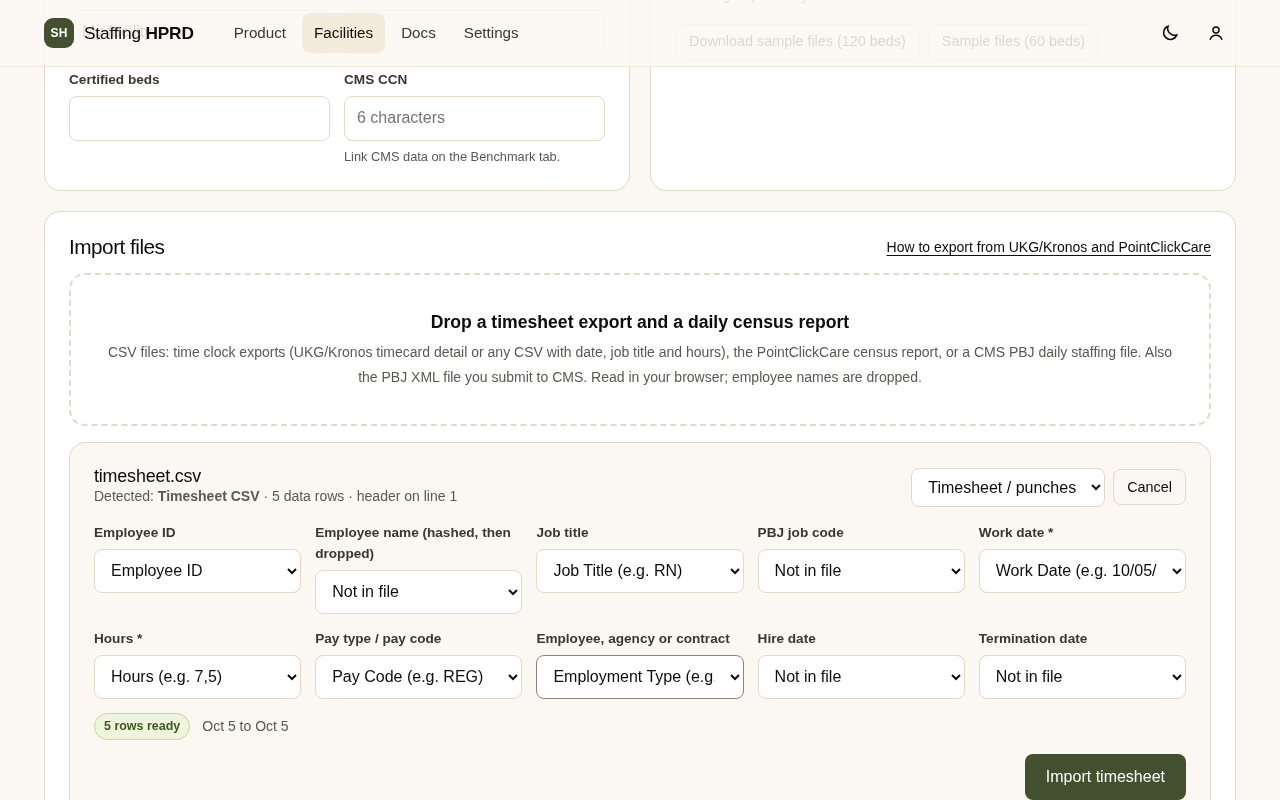 SH
Staffing HPRD
Product
Facilities
Docs
Settings
Download sample files (120 beds)
Sample files (60 beds)
Certified beds
CMS CCN
6 characters
Link CMS data on the Benchmark tab.
Import files
How to export from UKG/Kronos and PointClickCare
Drop a timesheet export and a daily census report
CSV files: time clock exports (UKG/Kronos timecard detail or any CSV with date, job title and hours), the PointClickCare census report, or a CMS PBJ daily staffing file. Also
the PBJ XML file you submit to CMS. Read in your browser; employee names are dropped.
timesheet.csv
Detected: Timesheet CSV · 5 data rows · header on line 1
Timesheet / punches
Cancel
Employee ID
Employee name (hashed, then
dropped)
Job title
PBJ job code
Work date *
Employee ID
Not in file
Job Title (e.g. RN)
Not in file
Work Date (e.g. 10/05/
Hours *
Pay type / pay code
Employee, agency or contract
Hire date
Termination date
Hours (e.g. 7,5)
Pay Code (e.g. REG)
Employment Type (e.g.
Not in file
Not in file
5 rows ready
Oct 5 to Oct 5
Import timesheet